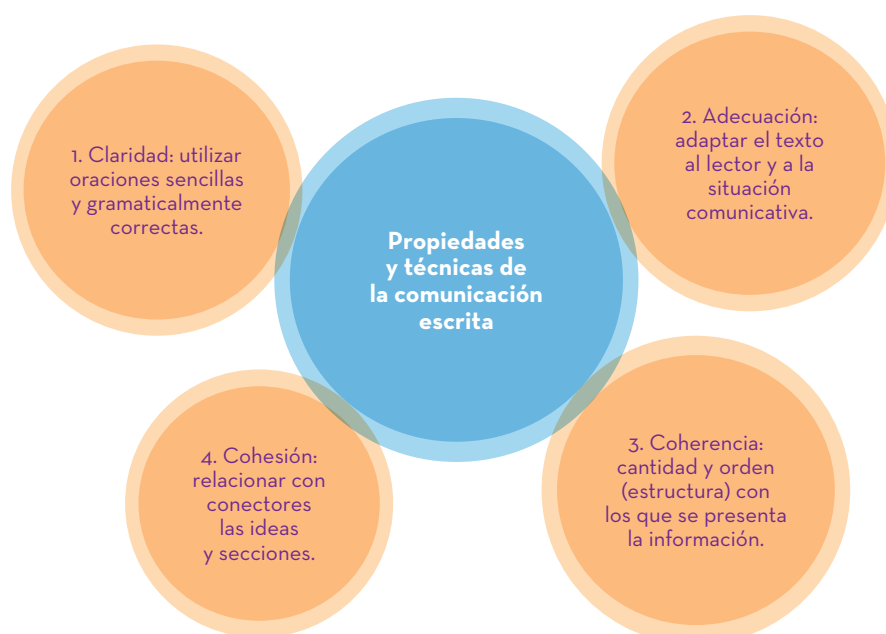 1. Claridad: utilizar
oraciones sencillas
y gramaticalmente
correctas.
2. Adecuación:
adaptar el texto
al lector y a la
situación
comunicativa.
Propiedades
y técnicas de
la comunicación
escrita
3. Coherencia:
cantidad y orden
(estructura) con
los que se presenta
la información.
4. Cohesión:
relacionar con
conectores
las ideas
y secciones.